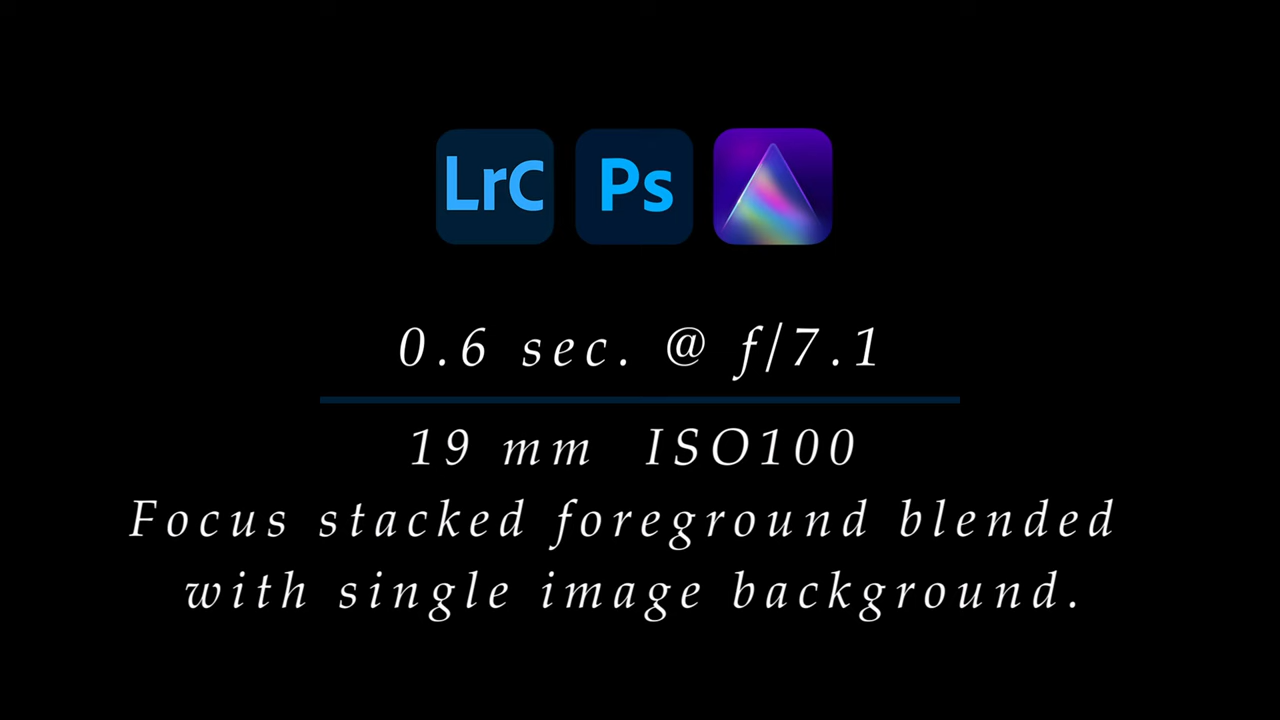 LrC Ps
0.6 sec. @ f/7.1
19 mm ISO100
Focus stacked foreground blended
with single image background.